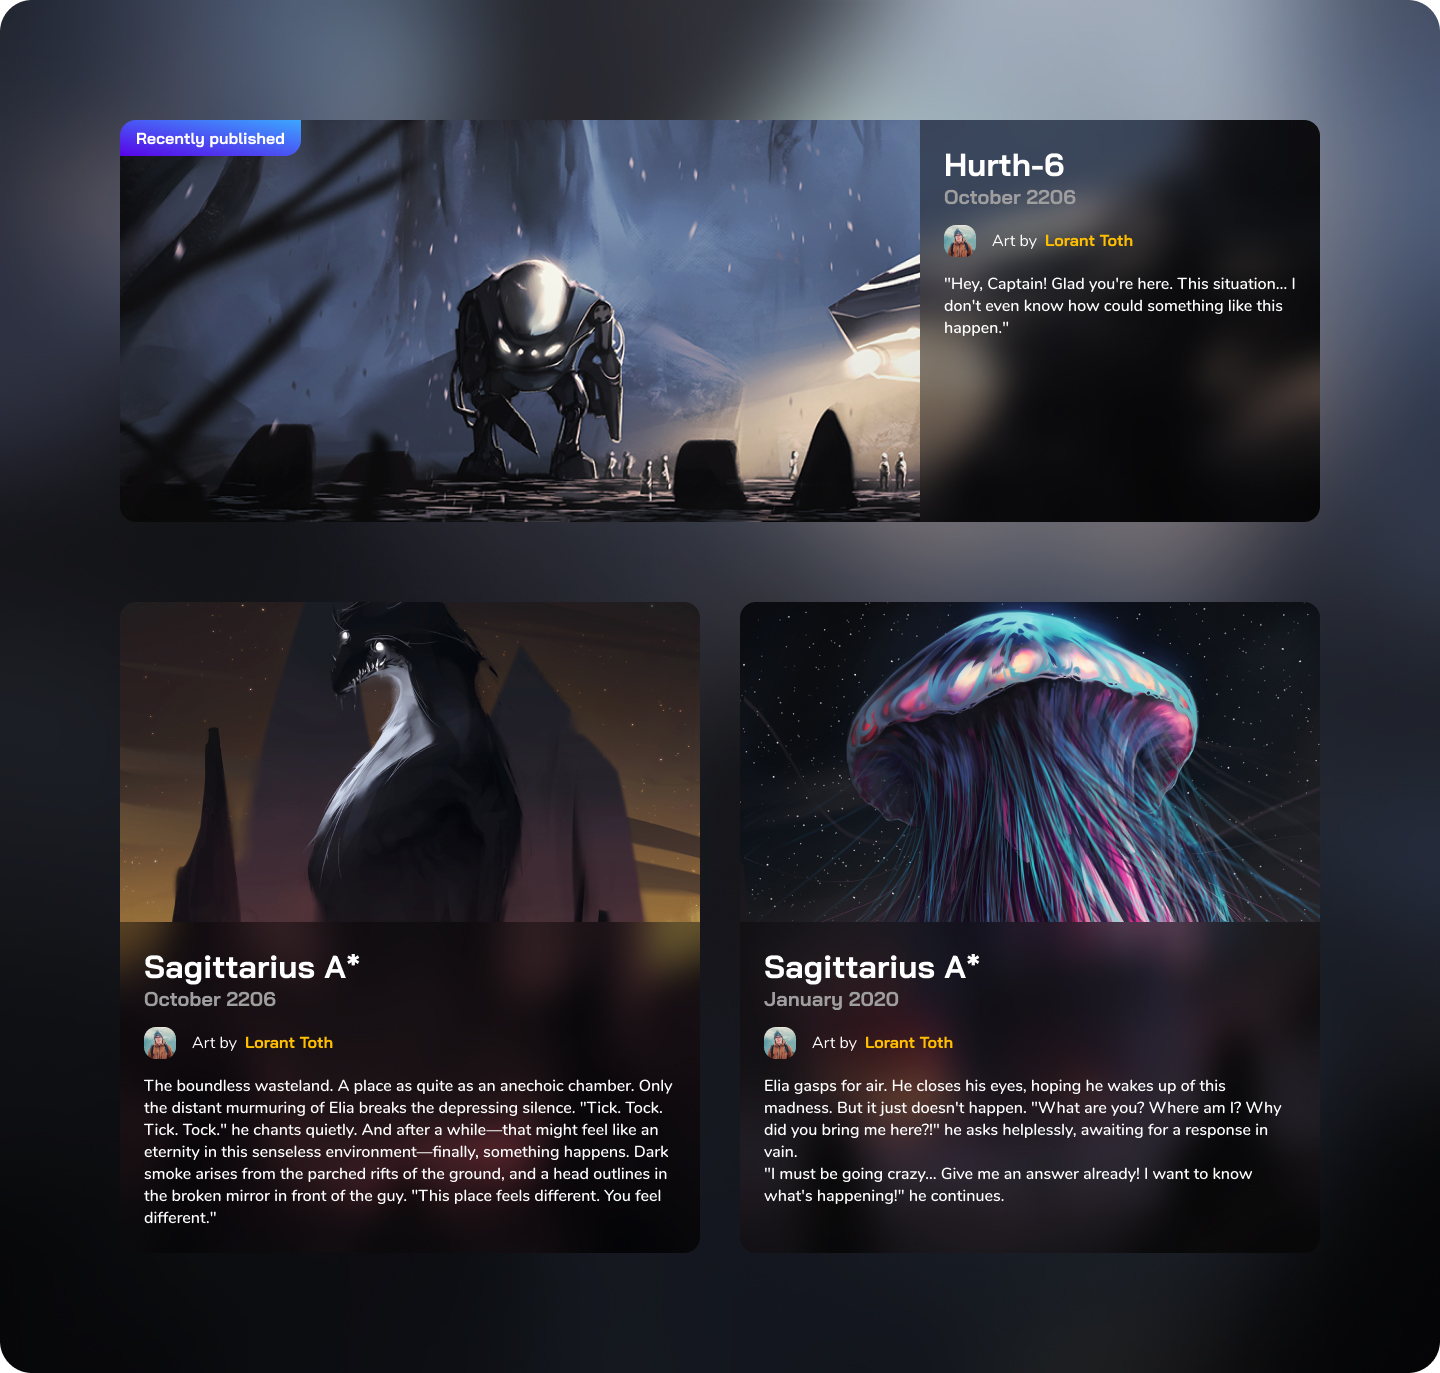 Recently published
Hurth-6
October 2206
Art by Lorant Toth
"Hey, Captain! Glad you're here. This situation... I
don't even know how could something like this
happen."
Sagittarius A*
October 2206
Art by Lorant Toth
The boundless wasteland. A place as quite as an anechoic chamber. Only
the distant murmuring of Elia breaks the depressing silence. "Tick. Tock.
Tick. Tock." he chants quietly. And after a while—that might feel like an
eternity in this senseless environment—finally, something happens. Dark
smoke arises from the parched rifts of the ground, and a head outlines in
the broken mirror in front of the guy. "This place feels different. You feel
different."
Sagittarius A*
January 2020
Art by Lorant Toth
Elia gasps for air. He closes his eyes, hoping he wakes up of this
madness. But it just doesn't happen. "What are you? Where am I? Why
did you bring me here?!" he asks helplessly, awaiting for a response in
vain.
"I must be going crazy... Give me an answer already! I want to know
what's happening!" he continues.